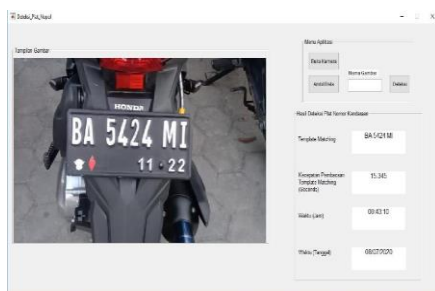 Deteksi_Plat_Nopol
Tampilan Gambar
HONDA
BA 5424 MI
11 22
Menu Aplikasi
Buka Kamera
Nama Gambar
Ambil Foto
Deteksi
Hasil Deteksi Plat Nomor Kendaraan
Template Matching
BA 5424 MI
Kecepatan Pembacaan
Template Matching
(Seconds)
15.345
Waktu (Jam)
00:43:10
Waktu (Tanggal)
08/07/2020